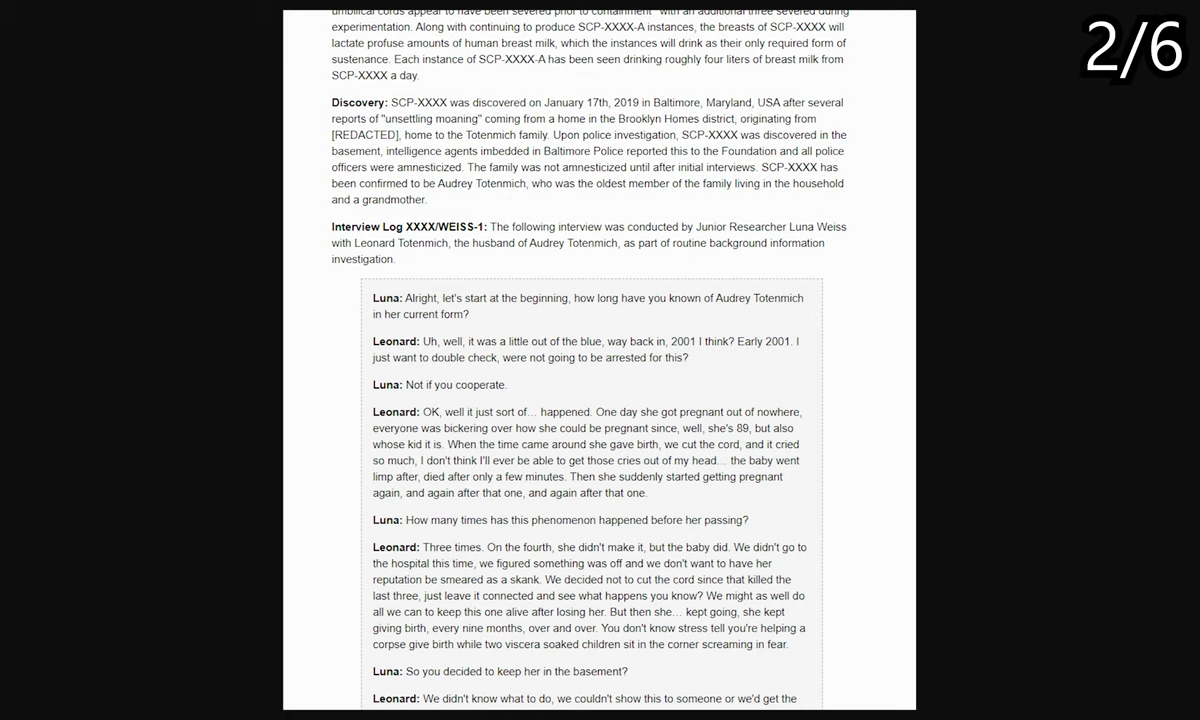 umbilical cords appear to have been severed prior to containment with an additional three severed during
experimentation. Along with continuing to produce SCP-XXXX-A instances, the breasts of SCP-XXXX will
lactate profuse amounts of human breast milk, which the instances will drink as their only required form of
sustenance. Each instance of SCP-XXXX-A has been seen drinking roughly four liters of breast milk from
SCP-XXXX a day.
Discovery: SCP-XXXX was discovered on January 17th, 2019 in Baltimore, Maryland, USA after several
reports of "unsettling moaning" coming from a home in the Brooklyn Homes district, originating from
[REDACTED], home to the Totenmich family. Upon police investigation, SCP-XXXX was discovered in the
basement, intelligence agents imbedded in Baltimore Police reported this to the Foundation and all police
officers were amnesticized. The family was not amnesticized until after initial interviews. SCP-XXXX has
been confirmed to be Audrey Totenmich, who was the oldest member of the family living in the household
and a grandmother.
Interview Log XXXX/WEISS-1: The following interview was conducted by Junior Researcher Luna Weiss
with Leonard Totenmich, the husband of Audrey Totenmich, as part of routine background information
investigation.
Luna: Alright, let's start at the beginning, how long have you known of Audrey Totenmich
in her current form?
Leonard: Uh, well, it was a little out of the blue, way back in, 2001 I think? Early 2001. I
just want to double check, were not going to be arrested for this?
Luna: Not if you cooperate.
Leonard: OK, well it just sort of... happened. One day she got pregnant out of nowhere,
everyone was bickering over how she could be pregnant since, well, she's 89, but also
whose kid it is. When the time came around she gave birth, we cut the cord, and it cried
so much, I don't think I'll ever be able to get those cries out of my head... the baby went
limp after, died after only a few minutes. Then she suddenly started getting pregnant
again, and again after that one, and again after that one.
Luna: How many times has this phenomenon happened before her passing?
Leonard: Three times. On the fourth, she didn't make it, but the baby did. We didn't go to
the hospital this time, we figured something was off and we don't want to have her
reputation be smeared as a skank. We decided not to cut the cord since that killed the
last three, just leave it connected and see what happens you know? We might as well do
all we can to keep this one alive after losing her. But then she... kept going, she kept
giving birth, every nine months, over and over. You don't know stress tell you're helping a
corpse give birth while two viscera soaked children sit in the corner screaming in fear.
Luna: So you decided to keep her in the basement?
Leonard: We didn't know what to do, we couldn't show this to someone or we'd get the
2/6